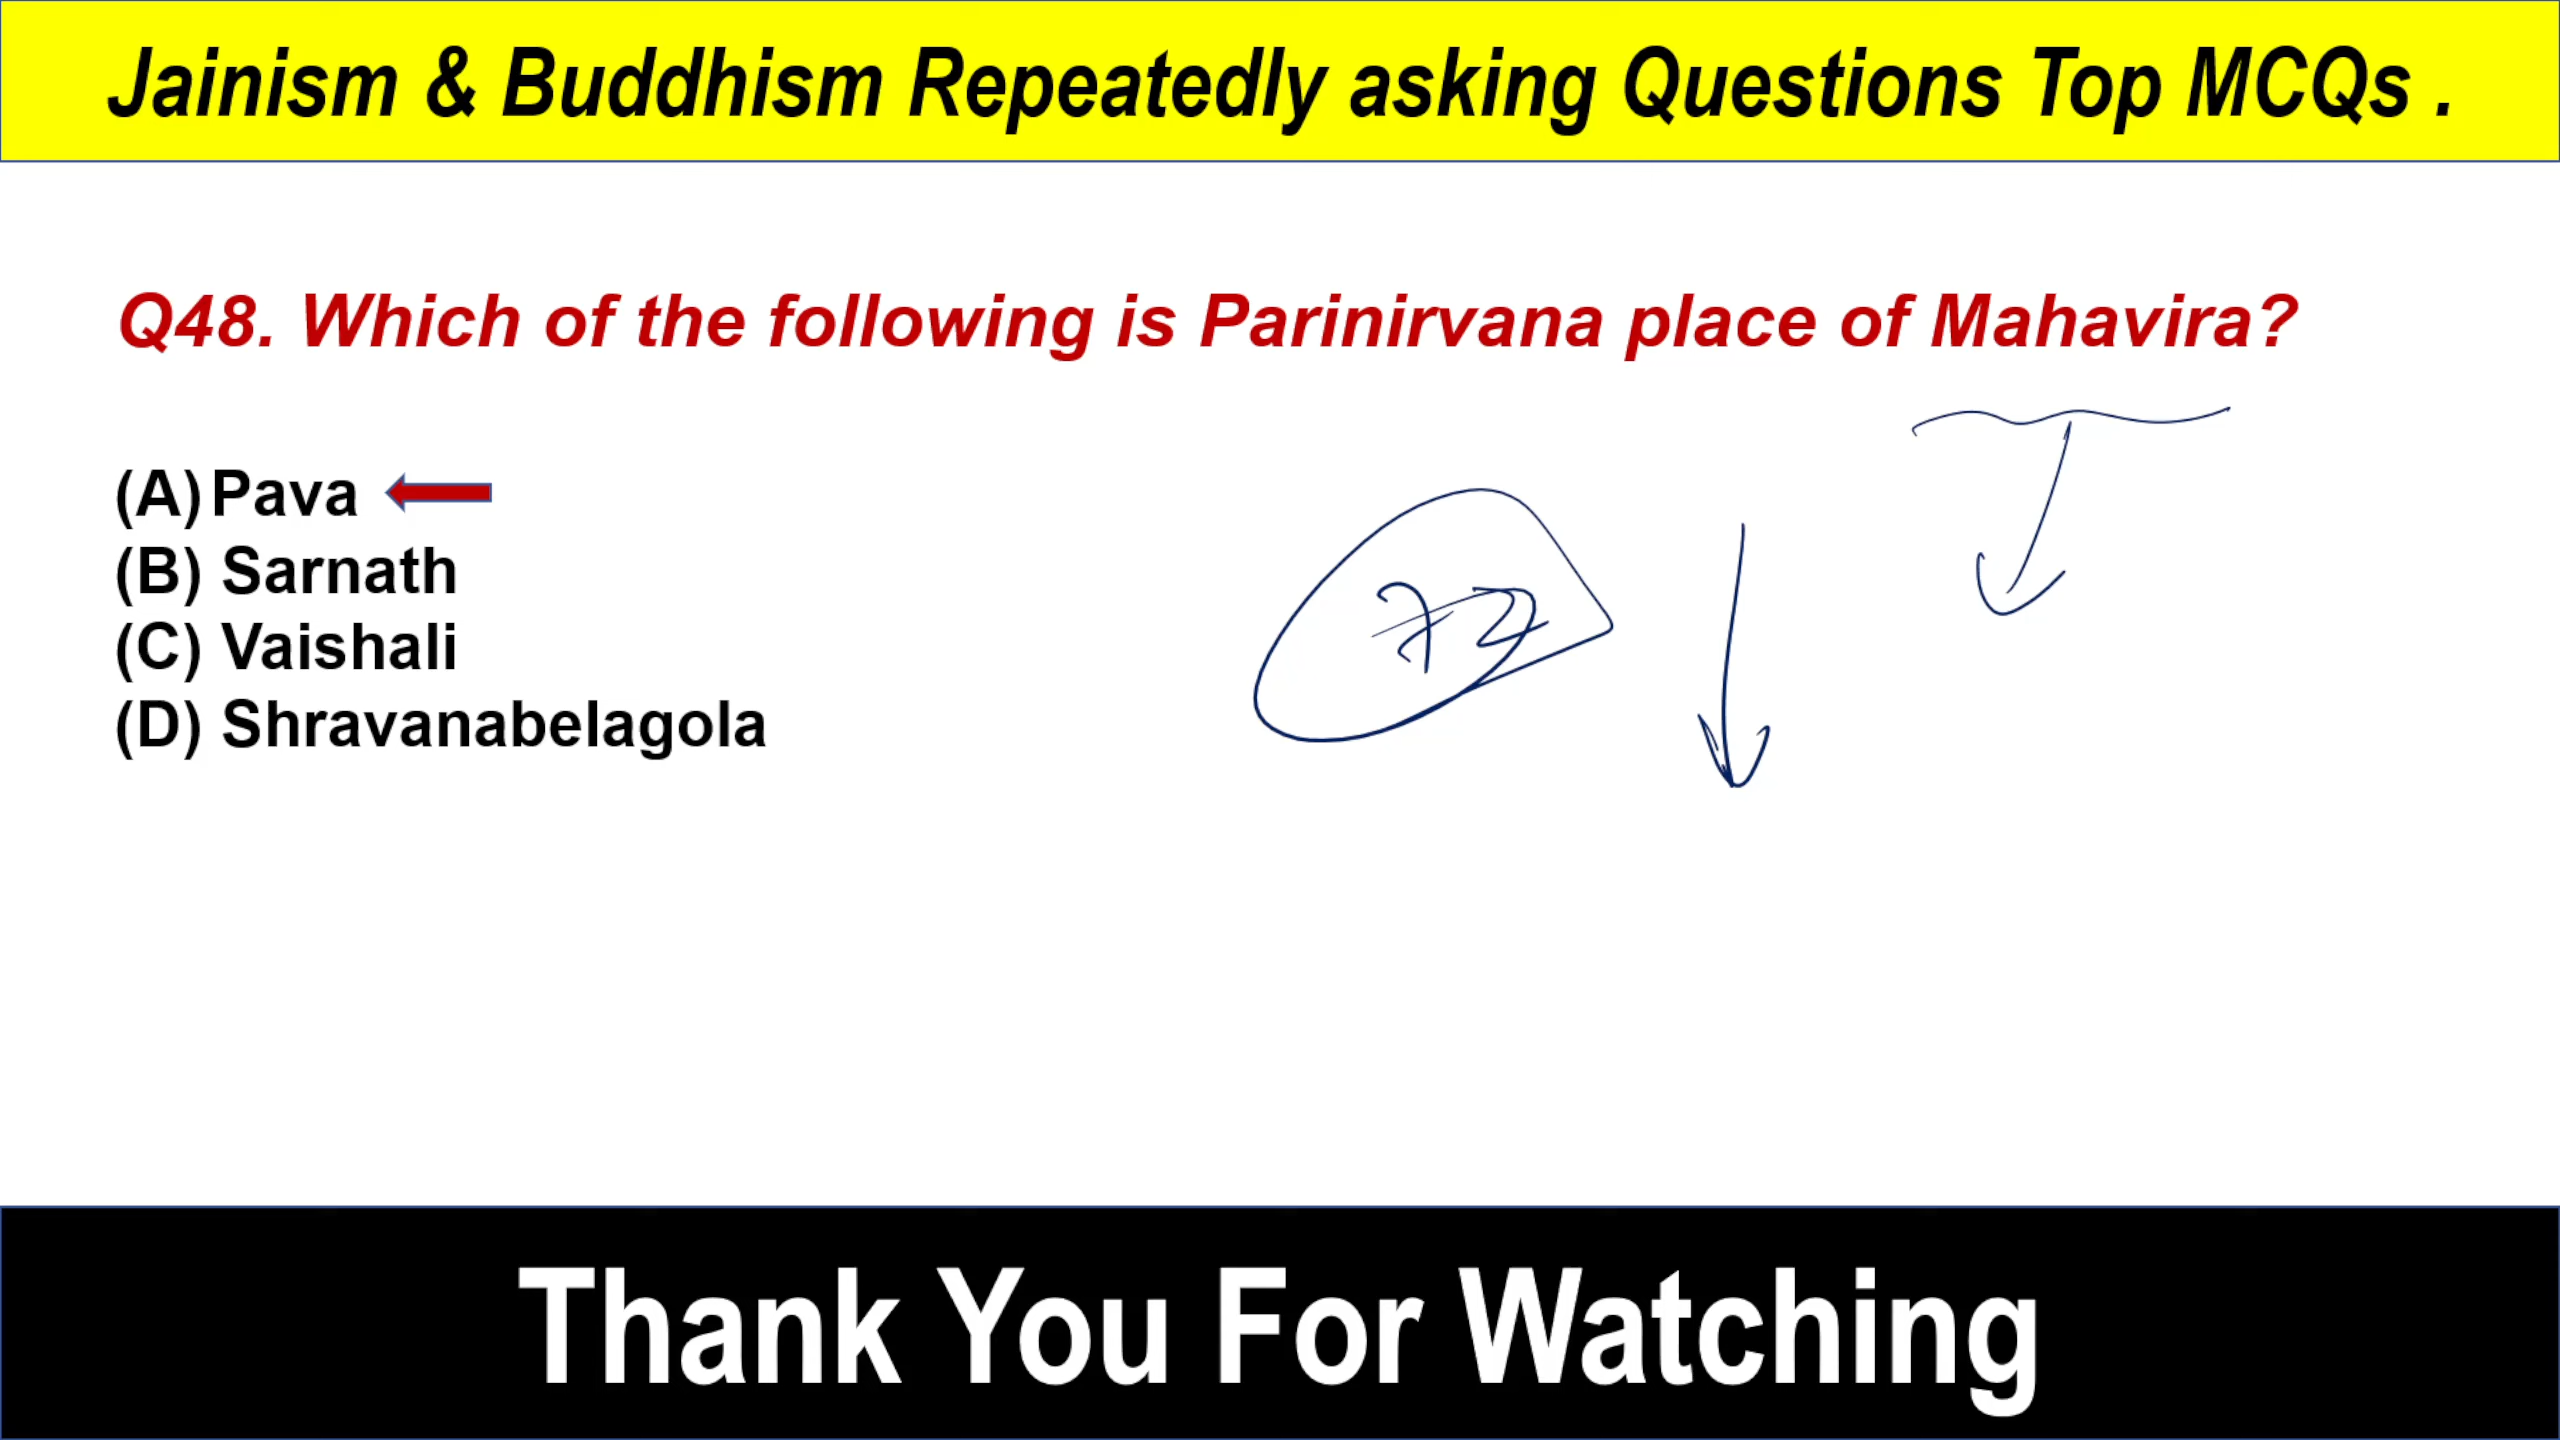 Jainism & Buddhism Repeatedly asking Questions Top MCQs .
Q48. Which of the following is Parinirvana place of Mahavira?
(A) Pava
(B) Sarnath
(C) Vaishali
(D) Shravanabelagola
72
Thank You For Watching